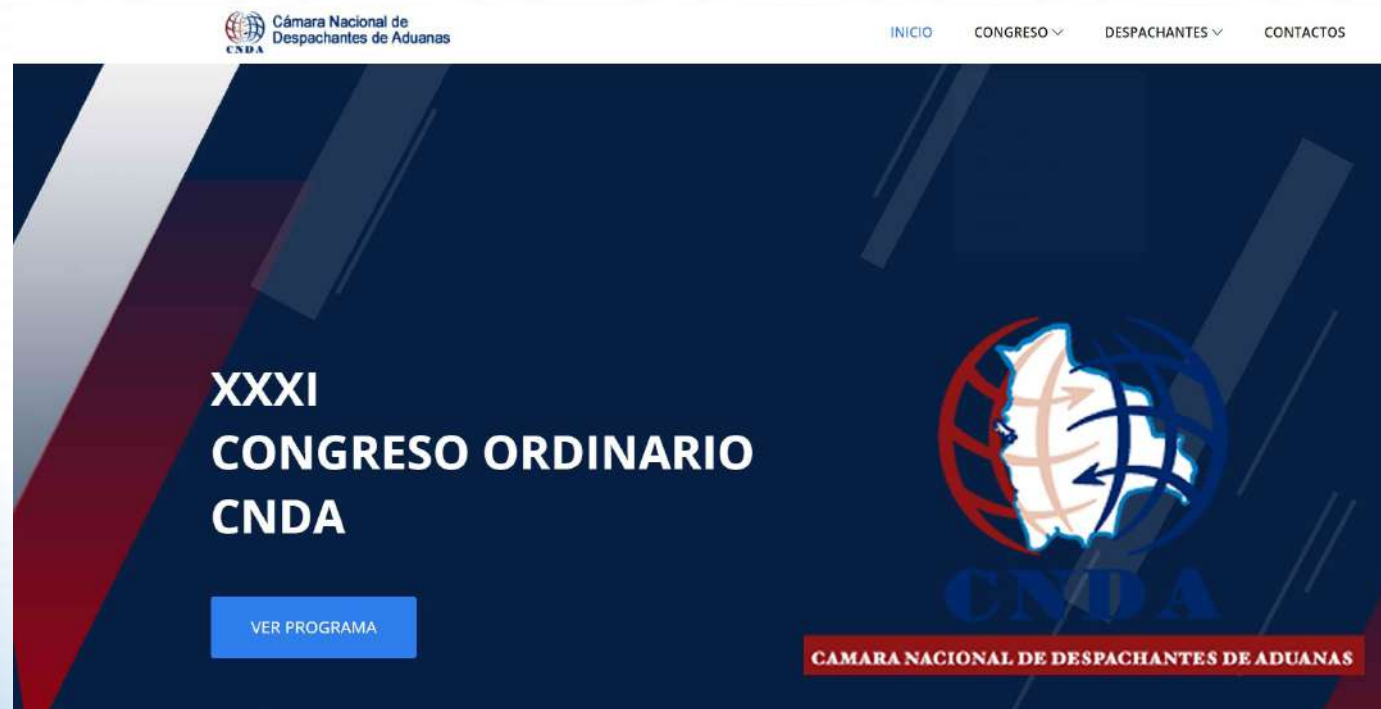 Cámara Nacional de
Despachantes de Aduanas
CNDA
INICIO CONGRESO DESPACHANTES CONTACTOS
XXXI
CONGRESO ORDINARIO
CNDA
VER PROGRAMA
CNDA
CAMARA NACIONAL DE DESPACHANTES DE ADUANAS